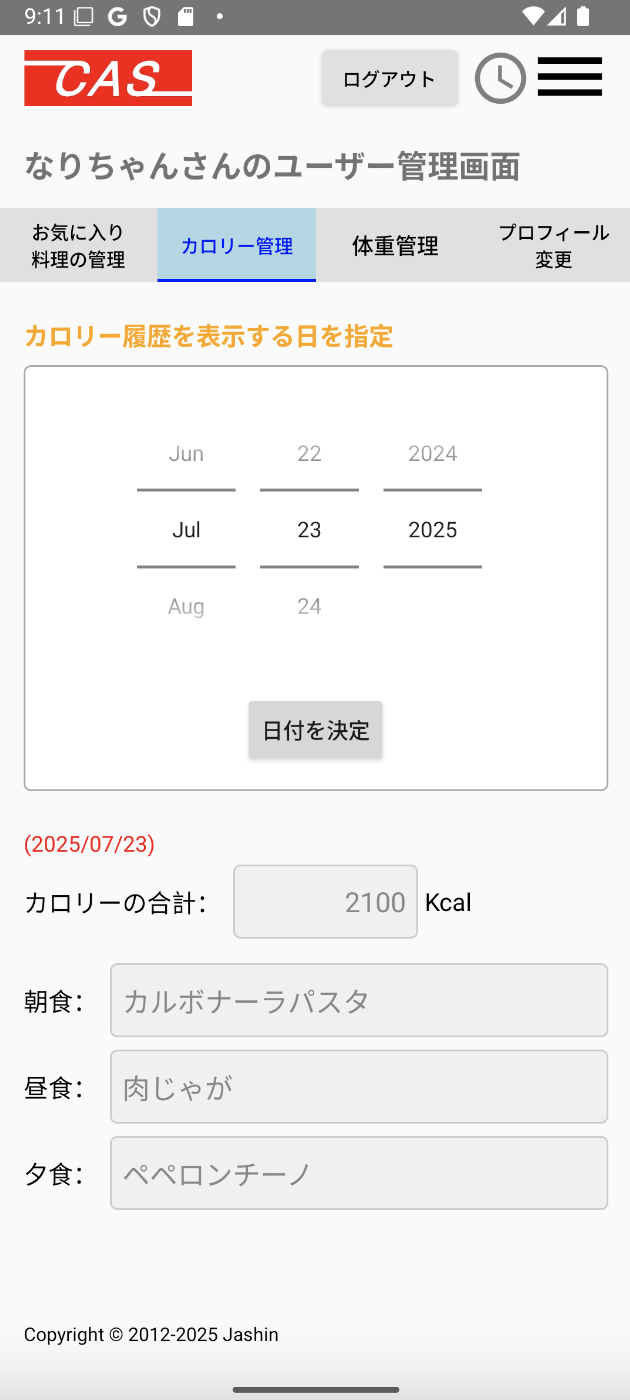 9:11
CAS
ログアウト
なりちゃんさんのユーザー管理画面
お気に入り
料理の管理
カロリー管理
体重管理
プロフィール
変更
カロリー履歴を表示する日を指定
Jun 22 2024
Jul 23 2025
Aug 24
日付を決定
(2025/07/23)
カロリーの合計： 2100 Kcal
朝食： カルボナーラパスタ
昼食： 肉じゃが
夕食： ペペロンチーノ
Copyright © 2012-2025 Jashin